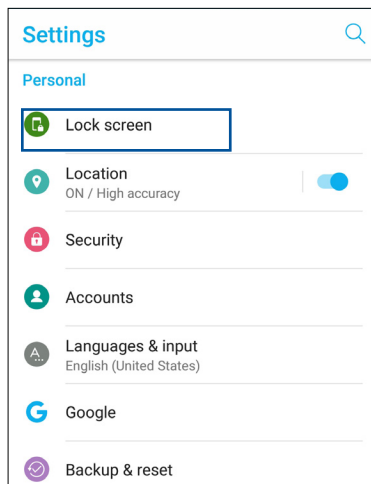 Settings
Personal
Lock screen
Location
ON / High accuracy
Security
Accounts
A...
Languages & input
English (United States)
G
Google
Backup & reset